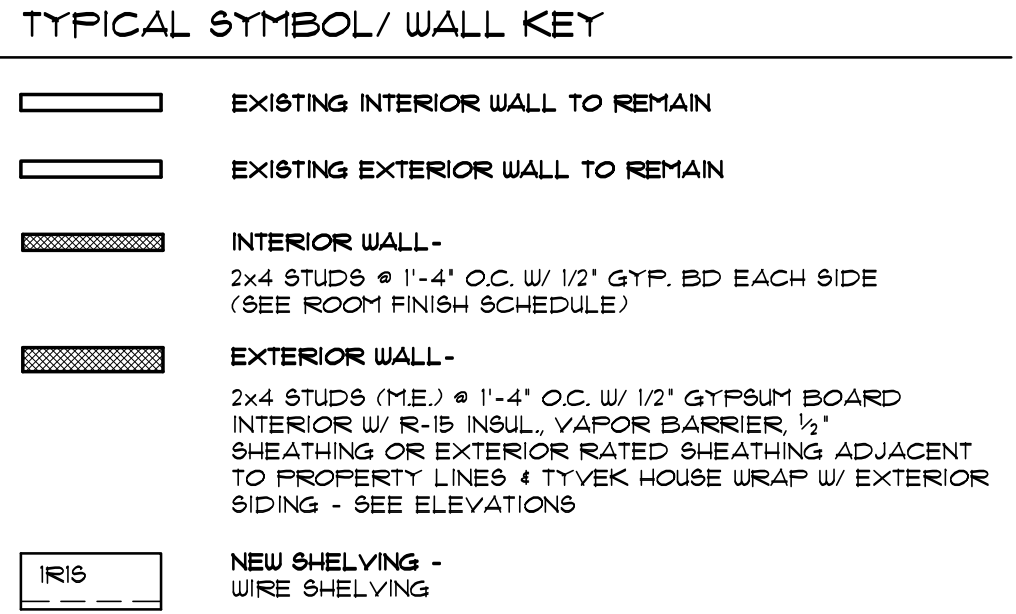 TYPICAL SYMBOL/ WALL KEY
EXISTING INTERIOR WALL TO REMAIN
EXISTING EXTERIOR WALL TO REMAIN
INTERIOR WALL-
2x4 STUDS @ 1'-4" O.C. W/ 1/2" GYP. BD EACH SIDE
(SEE ROOM FINISH SCHEDULE)
EXTERIOR WALL-
2x4 STUDS (M.E.) @ 1'-4" O.C. W/ 1/2" GYPSUM BOARD
INTERIOR W/ R-15 INSUL., VAPOR BARRIER, ½"
SHEATHING OR EXTERIOR RATED SHEATHING ADJACENT
TO PROPERTY LINES & TYVEK HOUSE WRAP W/ EXTERIOR
SIDING - SEE ELEVATIONS
1R1S
NEW SHELVING -
WIRE SHELVING